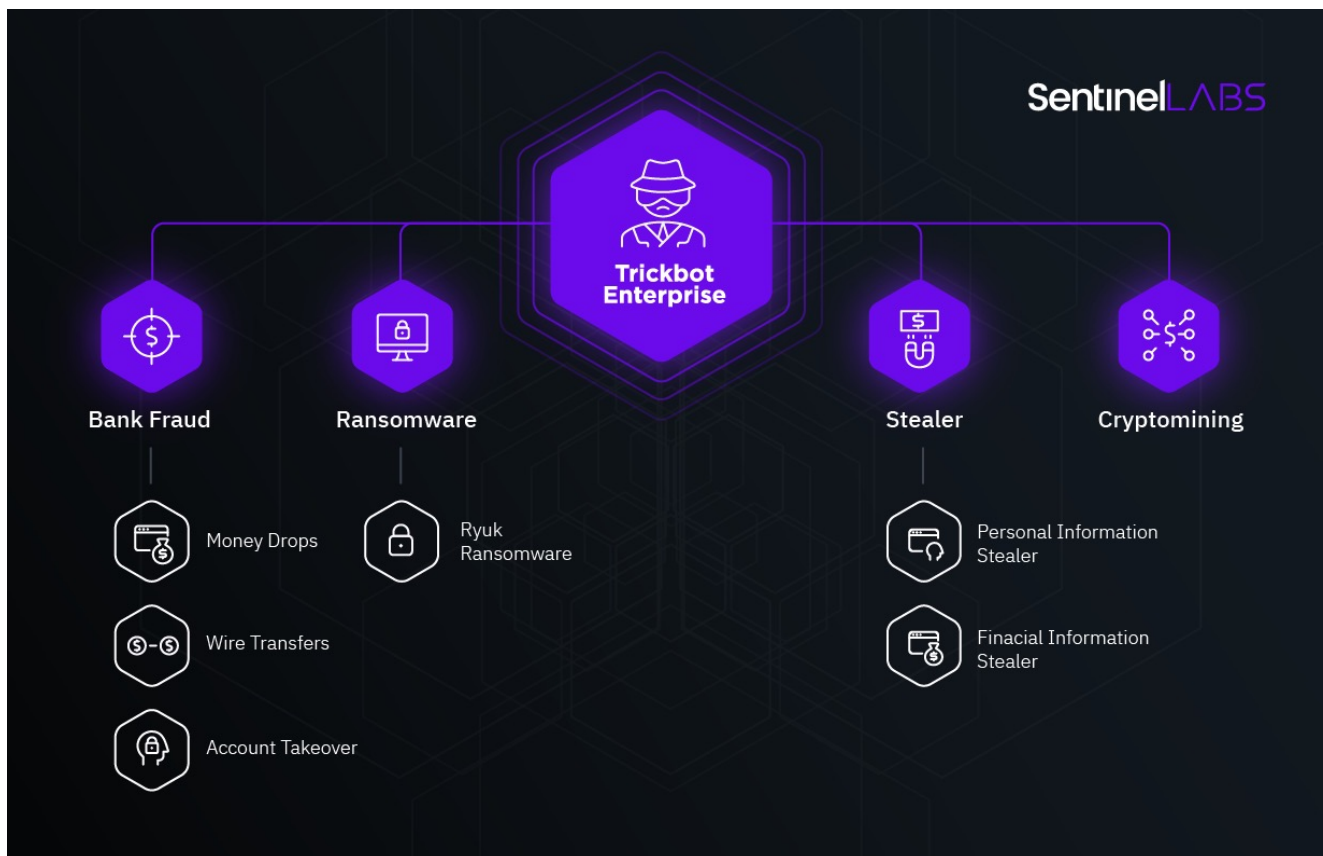 SentinelLABS
Trickbot
Enterprise
Bank Fraud
Ransomware
Stealer
Cryptomining
Money Drops
Wire Transfers
Account Takeover
Ryuk
Ransomware
Personal Information
Stealer
Finacial Information
Stealer